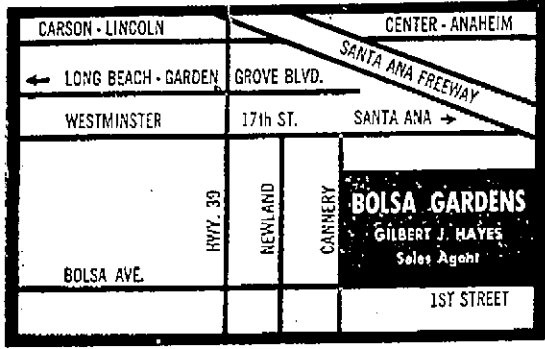 CARSON - LINCOLN
CENTER - ANAHEIM
SANTA ANA FREEWAY
← LONG BEACH - GARDEN GROVE BLVD.
WESTMINSTER
17th ST.
SANTA ANA →
HWY. 39
NEWLAND
CANNERY
BOLSA GARDENS
GILBERT J. HAYES
Sales Agent
BOLSA AVE.
1ST STREET